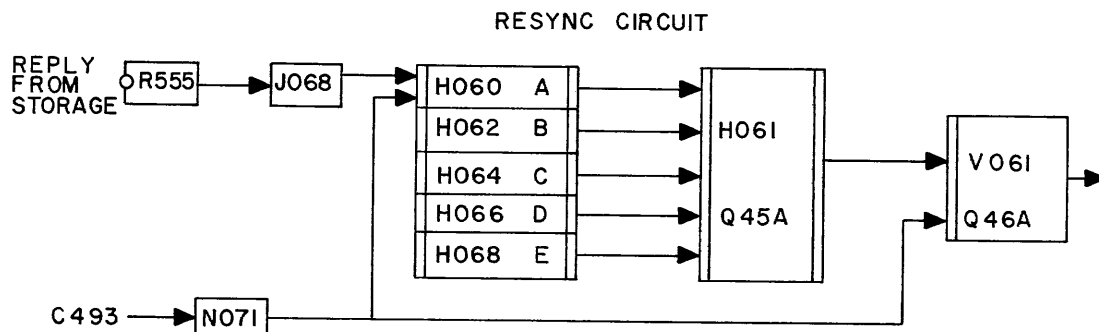 RESYNC CIRCUIT
REPLY
FROM
STORAGE
R555
J068
H060 A
H062 B
H064 C
H066 D
H068 E
H061
Q45A
V061
Q46A
C493
N071